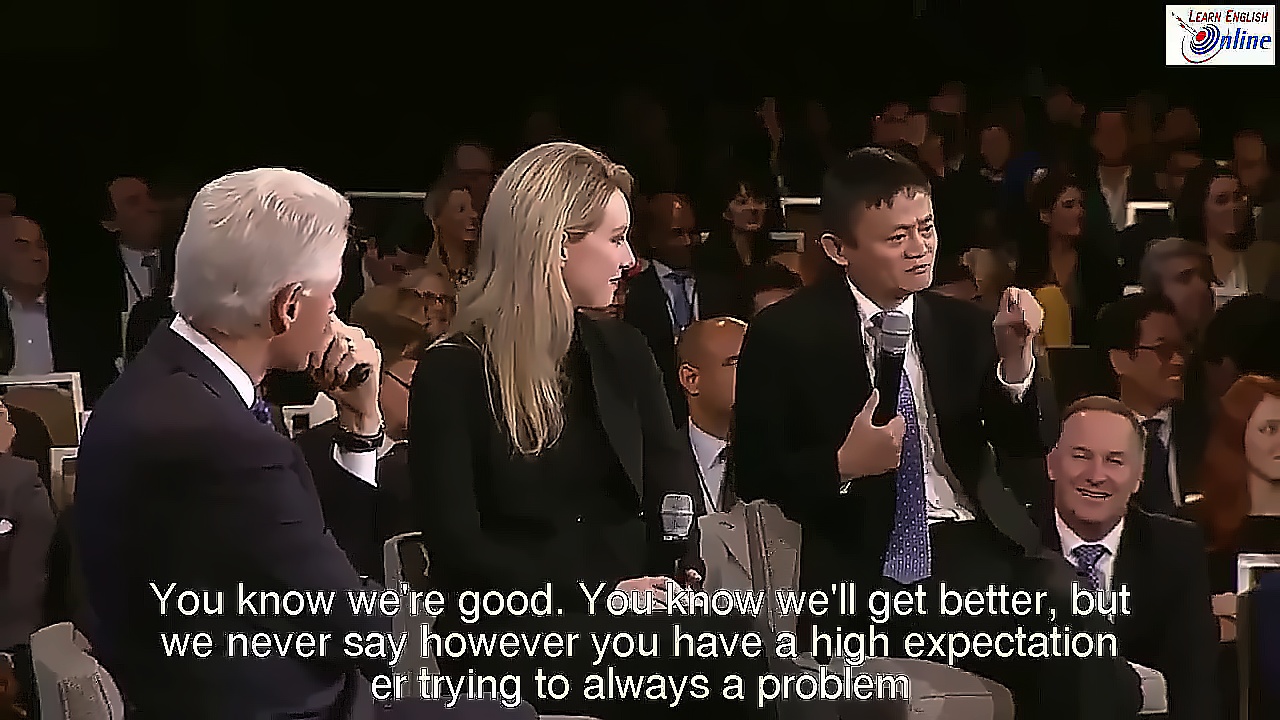 LEARN ENGLISH
Online
You know we're good. You know we'll get better, but
we never say however you have a high expectation
er trying to always a problem